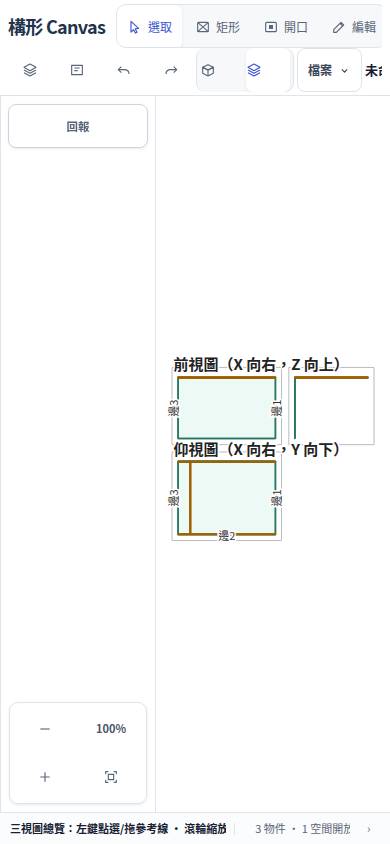 構形 Canvas
選取
矩形
開口
編輯
檔案
回報
前視圖（X 向右，Z 向上）
邊3
邊1
仰視圖（X 向右，Y 向下）
邊3
邊1
邊2
100%
三視圖總覽：左鍵點選/拖參考線 · 滾輪縮放
3 物件 · 1 空間開放